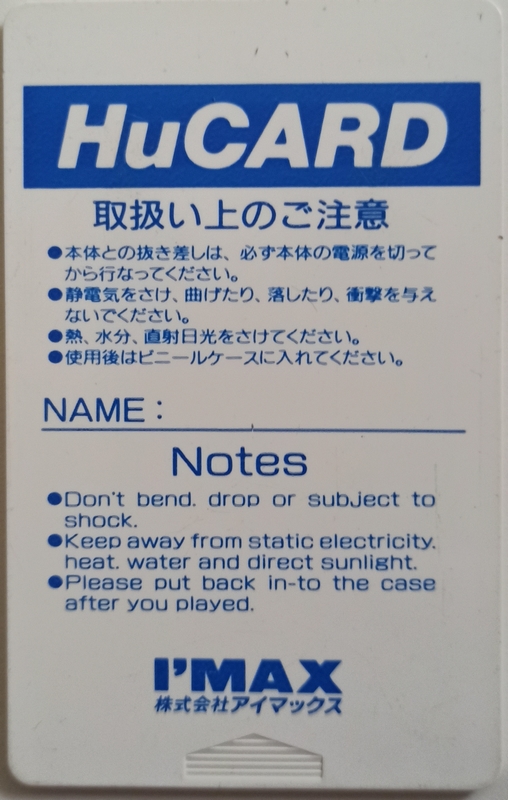 HuCARD
取扱い上のご注意
●本体との抜き差しは、必ず本体の電源を切って
から行なってください。
●静電気をさけ、曲げたり、落したり、衝撃を与え
ないでください。
●熱、水分、直射日光をさけてください。
●使用後はビニールケースに入れてください。
NAME：
Notes
●Don't bend. drop or subject to
shock.
●Keep away from static electricity.
heat. water and direct sunlight.
●Please put back in-to the case
after you played.
I'MAX
株式会社アイマックス